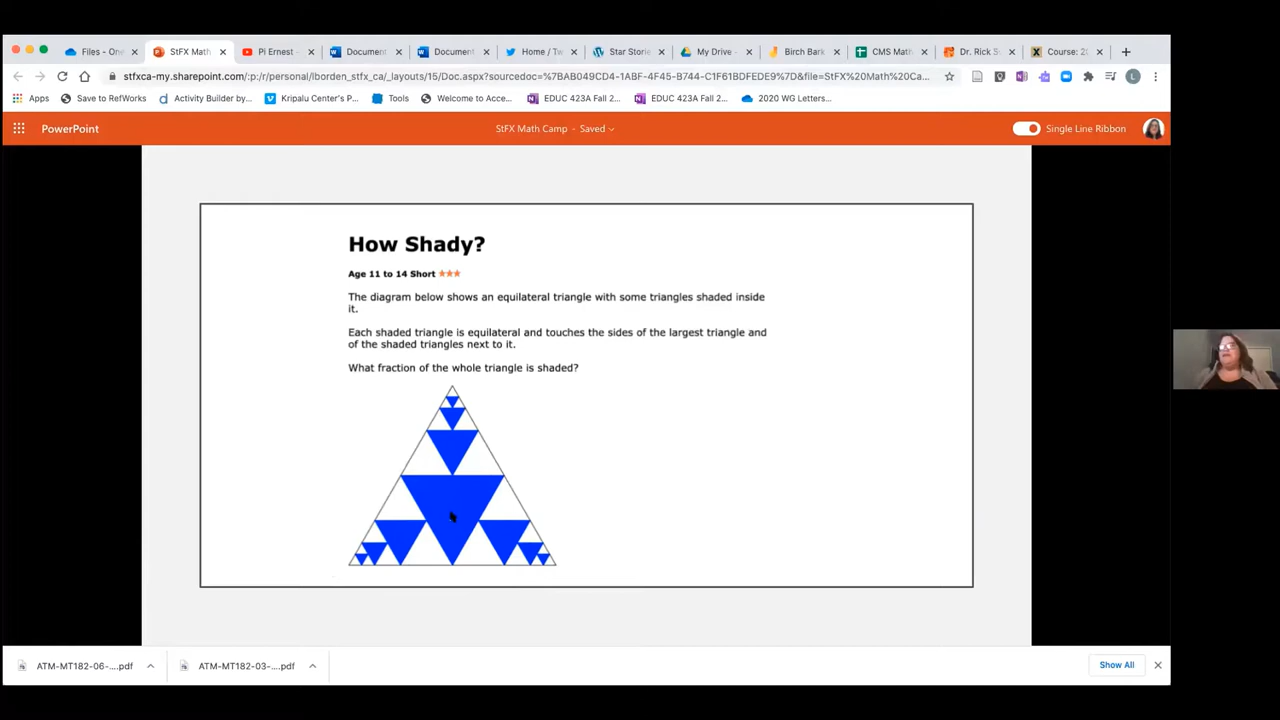 Files – One
StFX Math
Pi Ernest -
Document
Document
Home / Tw
Star Stories
My Drive –
Birch Bark
CMS Math
Dr. Rick S
Course: 2
stfxca-my.sharepoint.com/:p:/r/personal/lborden_stfx_ca/_layouts/15/Doc.aspx?sourcedoc=%7BAB049CD4-1ABF-4F45-B744-C1F61BDFEDE9%7D&file=StFX%20Math%20Ca...
Apps
Save to RefWorks
Activity Builder by...
Kripalu Center's P...
Tools
Welcome to Acce...
EDUC 423A Fall 2...
EDUC 423A Fall 2...
2020 WG Letters...
PowerPoint
StFX Math Camp - Saved
Single Line Ribbon
How Shady?
Age 11 to 14 Short ★★★
The diagram below shows an equilateral triangle with some triangles shaded inside
it.
Each shaded triangle is equilateral and touches the sides of the largest triangle and
of the shaded triangles next to it.
What fraction of the whole triangle is shaded?
ATM-MT182-06-....pdf
ATM-MT182-03-....pdf
Show All